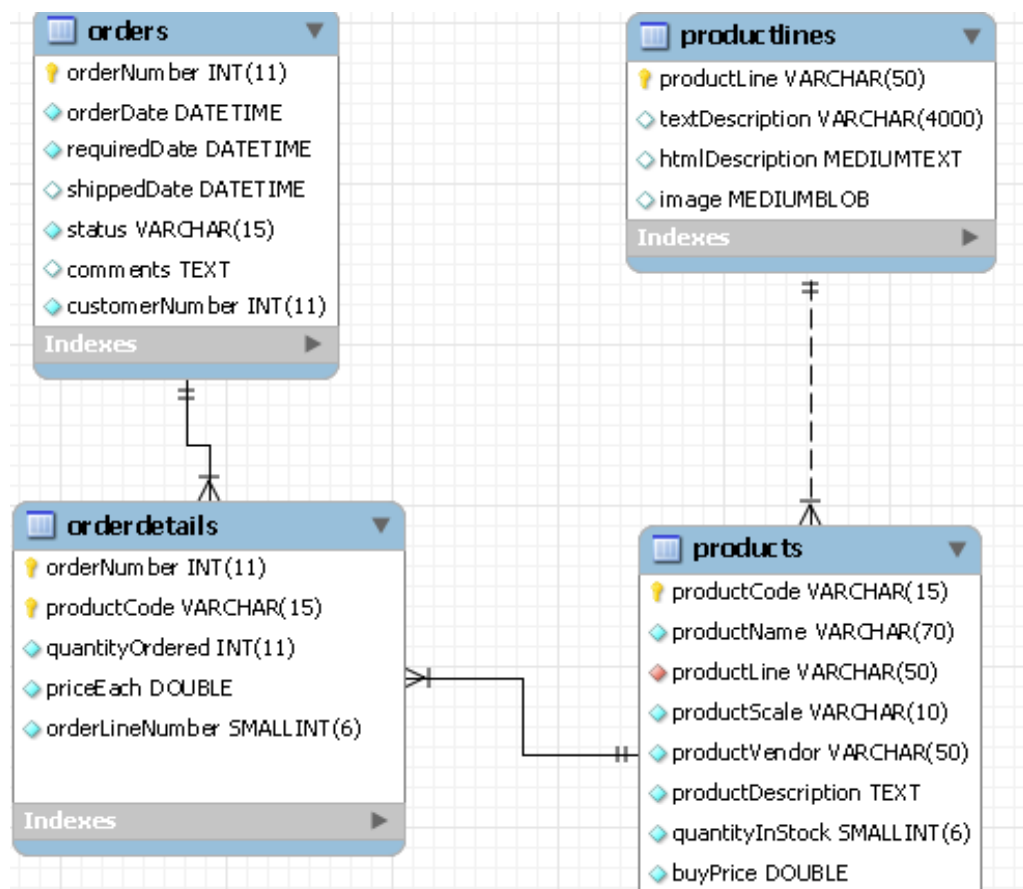 orders
orderNumber INT(11)
orderDate DATETIME
requiredDate DATETIME
shippedDate DATETIME
status VARCHAR(15)
comments TEXT
customerNumber INT(11)
Indexes
productlines
productLine VARCHAR(50)
textDescription VARCHAR(4000)
htmlDescription MEDIUMTEXT
image MEDIUMBLOB
Indexes
orderdetails
orderNumber INT(11)
productCode VARCHAR(15)
quantityOrdered INT(11)
priceEach DOUBLE
orderLineNumber SMALLINT(6)
Indexes
products
productCode VARCHAR(15)
productName VARCHAR(70)
productLine VARCHAR(50)
productScale VARCHAR(10)
productVendor VARCHAR(50)
productDescription TEXT
quantityInStock SMALLINT(6)
buyPrice DOUBLE